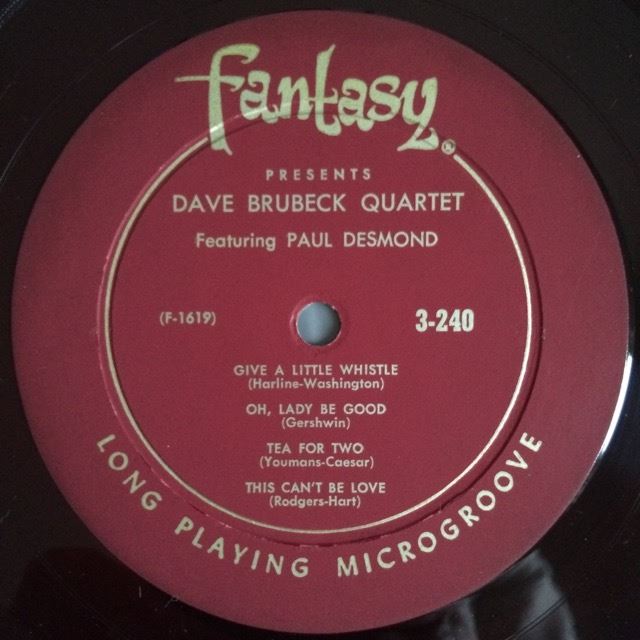 fantasy®
PRESENTS
DAVE BRUBECK QUARTET
Featuring PAUL DESMOND
(F-1619)
3-240
GIVE A LITTLE WHISTLE
(Harline-Washington)
OH, LADY BE GOOD
(Gershwin)
TEA FOR TWO
(Youmans-Caesar)
THIS CAN'T BE LOVE
(Rodgers-Hart)
LONG PLAYING MICROGROOVE